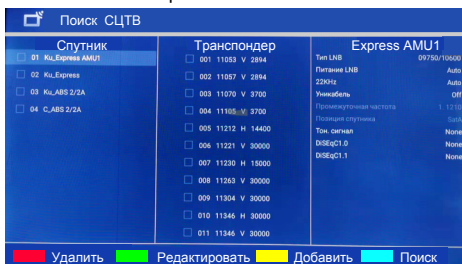 Поиск СЦТВ
Спутник
01 Ku_Express AMU1
02 Ku_Express
03 Ku_ABS 2/2A
04 C_ABS 2/2A
Транспондер
001 11053 V 2894
002 11057 V 2894
003 11070 V 3700
004 11105 V 3700
005 11212 H 14400
006 11221 V 30000
007 11230 H 15000
008 11263 V 30000
009 11304 V 30000
010 11346 H 30000
011 11346 V 30000
Express AMU1
Тип LNB 09750/10600
Питание LNB Auto
22KHz Auto
Уникабель Off
Промежуточная частота 1. 1210
Позиция спутника SatA
Тон. сигнал None
DiSEqC1.0 None
DiSEqC1.1 None
Удалить Редактировать Добавить Поиск